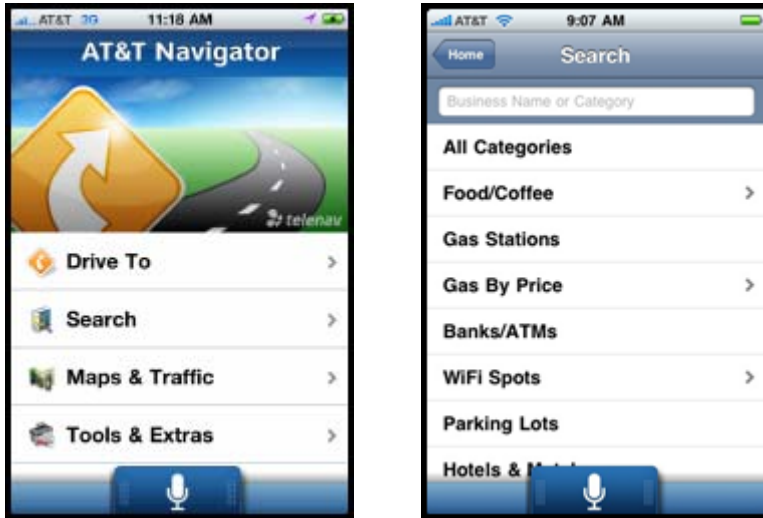 AT&T 3G 11:18 AM
AT&T Navigator
telenav
Drive To
Search
Maps & Traffic
Tools & Extras
AT&T 9:07 AM
Home Search
Business Name or Category
All Categories
Food/Coffee
Gas Stations
Gas By Price
Banks/ATMs
WiFi Spots
Parking Lots
Hotels &